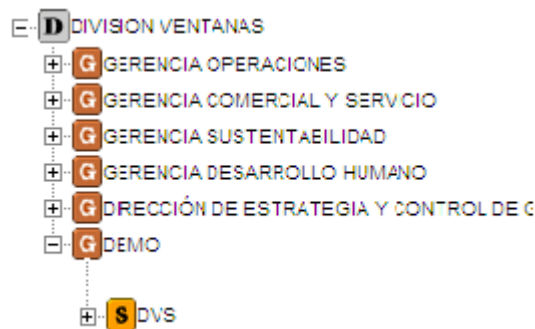 D DIVISION VENTANAS
G GERENCIA OPERACIONES
G GERENCIA COMERCIAL Y SERVICIO
G GERENCIA SUSTENTABILIDAD
G GERENCIA DESARROLLO HUMANO
G DIRECCIÓN DE ESTRATEGIA Y CONTROL DE G
G DEMO
S DVS